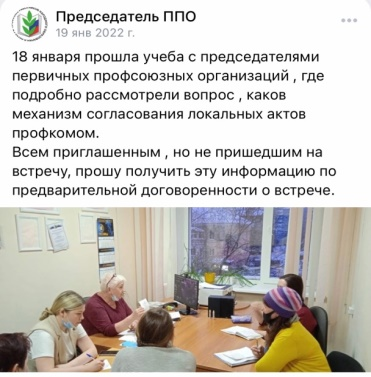 Председатель ППО
19 янв 2022 г.
18 января прошла учеба с председателями
первичных профсоюзных организаций , где
подробно рассмотрели вопрос , каков
механизм согласования локальных актов
профкомом.
Всем приглашенным , но не пришедшим на
встречу, прошу получить эту информацию по
предварительной договоренности о встрече.